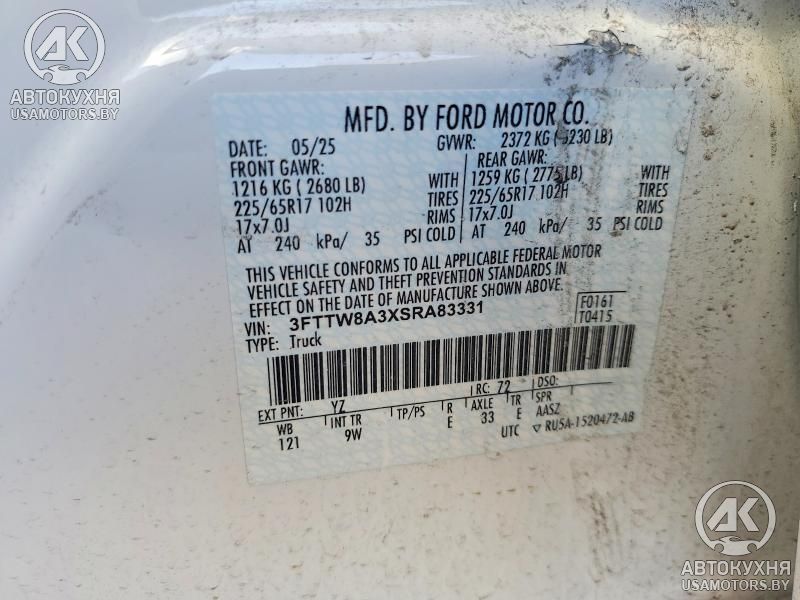 АВТОКУХНЯ
USAMOTORS.BY
MFD. BY FORD MOTOR CO.
DATE: 05/25 GVWR: 2372 KG ( 5230 LB)
FRONT GAWR: REAR GAWR:
1216 KG ( 2680 LB) WITH 1259 KG ( 2775 LB) WITH
225/65R17 102H TIRES 225/65R17 102H TIRES
17x7.0J RIMS 17x7.0J RIMS
AT 240 kPa/ 35 PSI COLD AT 240 kPa/ 35 PSI COLD
THIS VEHICLE CONFORMS TO ALL APPLICABLE FEDERAL MOTOR
VEHICLE SAFETY AND THEFT PREVENTION STANDARDS IN
EFFECT ON THE DATE OF MANUFACTURE SHOWN ABOVE.
VIN: 3FTTW8A3XSRA83331 F0161
TYPE: Truck T0415
EXT PNT: YZ RC: 72 DSO:
WB INT TR TP/PS R AXLE TR SPR
121 9W E 33 E AASZ
UTC ▽ RU5A-1520472-AB
АВТОКУХНЯ
USAMOTORS.BY